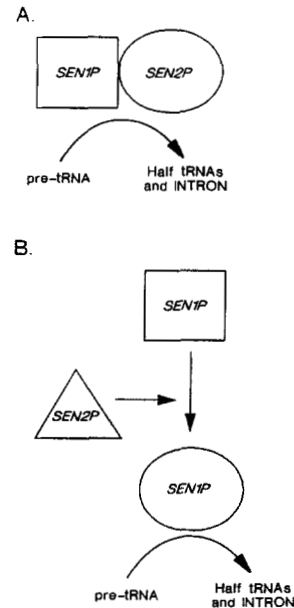 A.
SEN1P SEN2P
pre-tRNA
Half tRNAs
and INTRON
B.
SEN1P
SEN2P
SEN1P
pre-tRNA
Half tRNAs
and INTRON